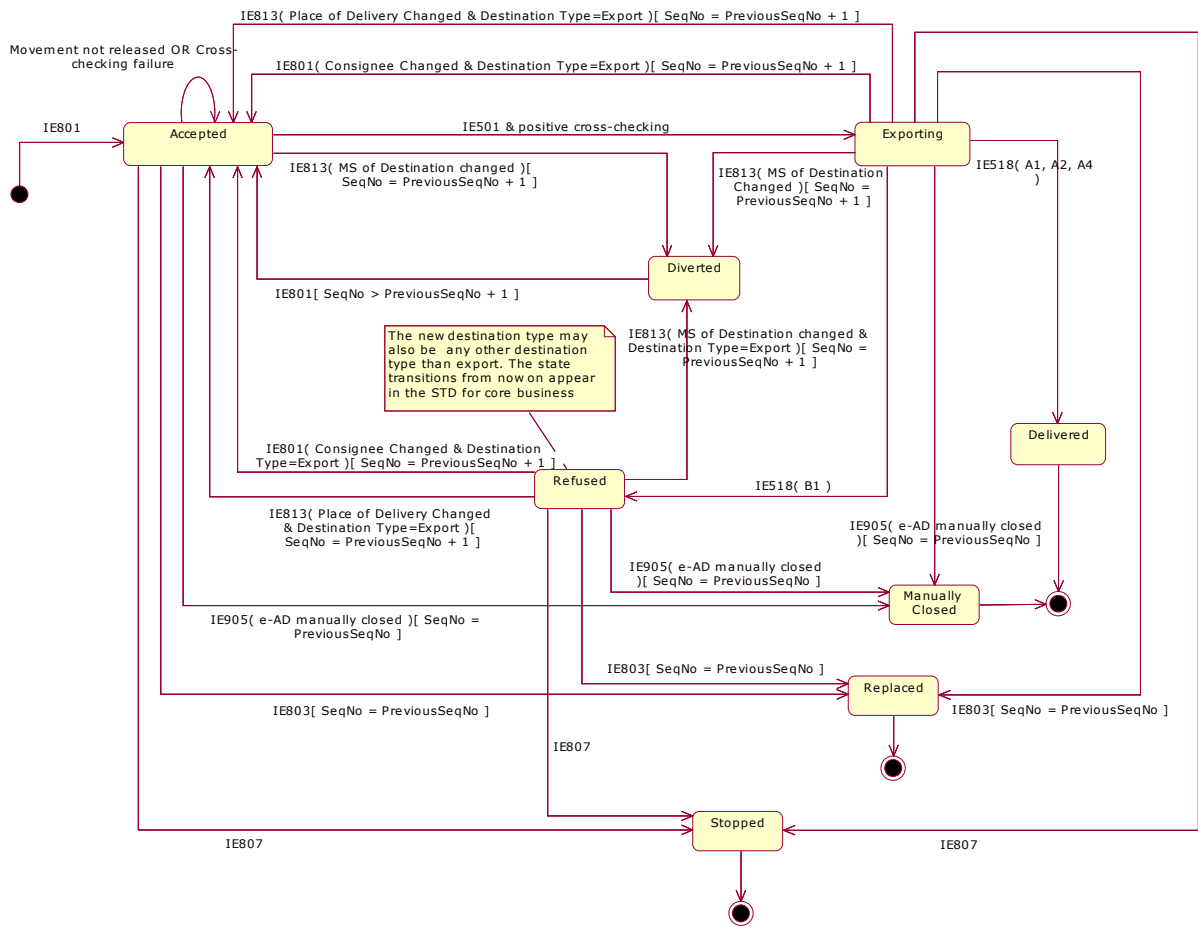 IE813( Place of Delivery Changed & Destination Type=Export )[ SeqNo = PreviousSeqNo + 1 ]
Movement not released OR Cross-
checking failure
IE801( Consignee Changed & Destination Type=Export )[ SeqNo = PreviousSeqNo + 1 ]
IE801
Accepted
IE501 & positive cross-checking
Exporting
IE813( MS of Destination changed )[
SeqNo = PreviousSeqNo + 1 ]
IE813( MS of Destination
Changed )[ SeqNo =
PreviousSeqNo + 1 ]
IE518( A1, A2, A4
)
Diverted
IE801[ SeqNo > PreviousSeqNo + 1 ]
The new destination type may
also be any other destination
type than export. The state
transitions from now on appear
in the STD for core business
IE813( MS of Destination changed &
Destination Type=Export )[ SeqNo =
PreviousSeqNo + 1 ]
Delivered
IE801( Consignee Changed & Destination
Type=Export )[ SeqNo = PreviousSeqNo + 1 ]
Refused
IE518( B1 )
IE813( Place of Delivery Changed
& Destination Type=Export )[
SeqNo = PreviousSeqNo + 1 ]
IE905( e-AD manually closed
)[ SeqNo = PreviousSeqNo ]
IE905( e-AD manually closed
)[ SeqNo = PreviousSeqNo ]
Manually
Closed
IE905( e-AD manually closed )[ SeqNo =
PreviousSeqNo ]
IE803[ SeqNo = PreviousSeqNo ]
Replaced
IE803[ SeqNo = PreviousSeqNo ]
IE803[ SeqNo = PreviousSeqNo ]
IE807
Stopped
IE807
IE807